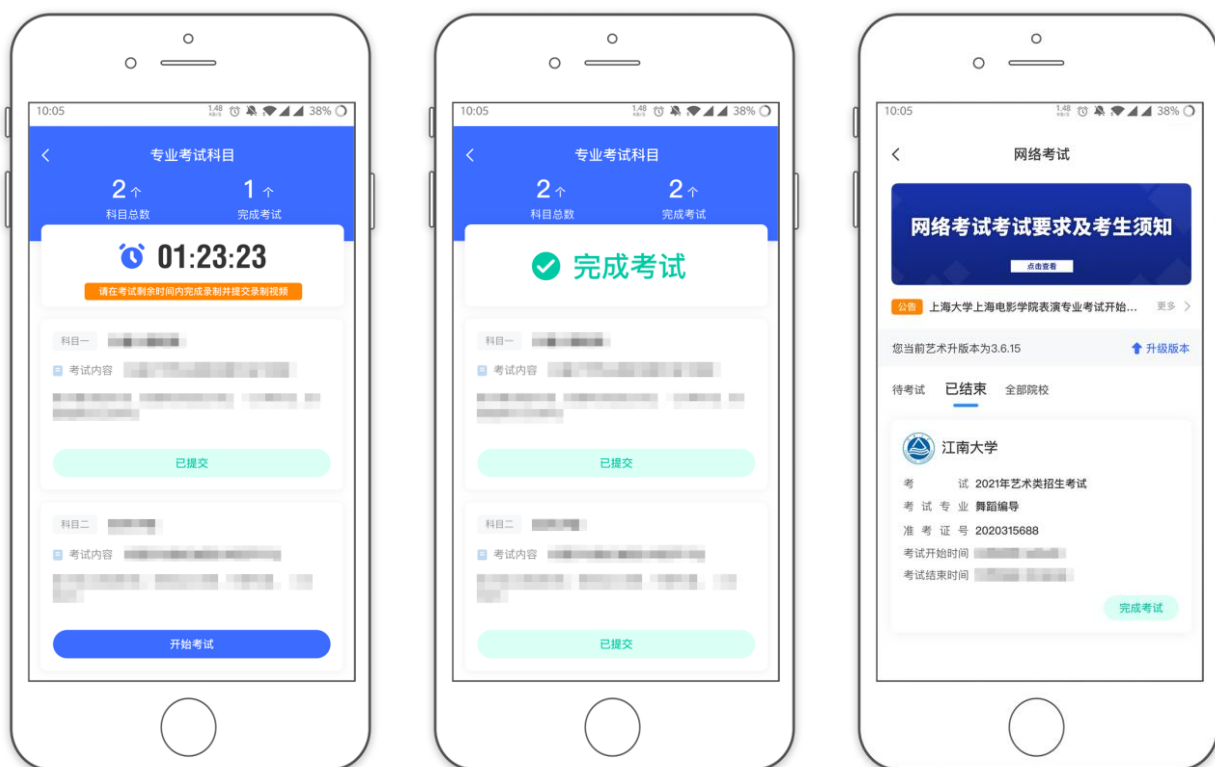 10:05
1.48 KB/S 38%
专业考试科目
2个 1个
科目总数 完成考试
01:23:23
请在考试剩余时间内完成录制并提交录制视频
科目一
考试内容
已提交
科目二
考试内容
开始考试
10:05
1.48 KB/S 38%
专业考试科目
2个 2个
科目总数 完成考试
完成考试
科目一
考试内容
已提交
科目二
考试内容
已提交
10:05
1.48 KB/S 38%
网络考试
网络考试考试要求及考生须知
点击查看
公告 上海大学上海电影学院表演专业考试开始... 更多
您当前艺术升版本为3.6.15 升级版本
待考试 已结束 全部院校
江南大学
考试 2021年艺术类招生考试
考试专业 舞蹈编导
准考证号 2020315688
考试开始时间
考试结束时间
完成考试